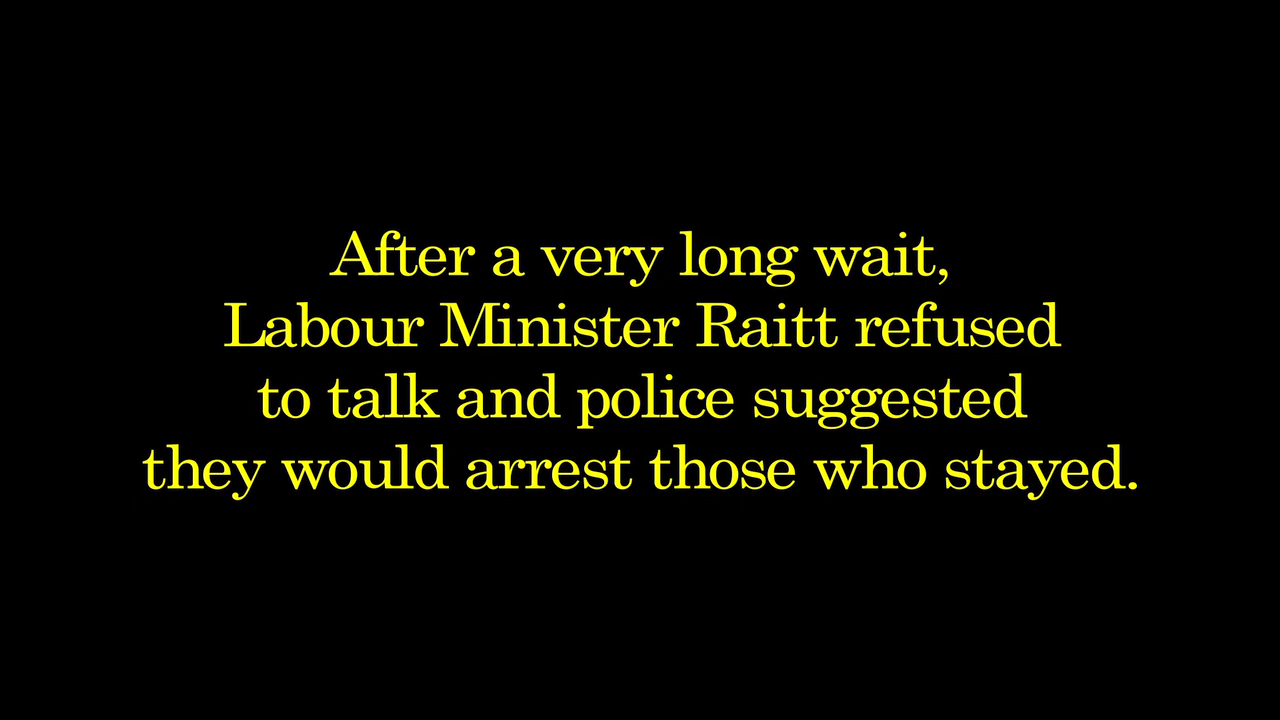 After a very long wait,
Labour Minister Raitt refused
to talk and police suggested
they would arrest those who stayed.